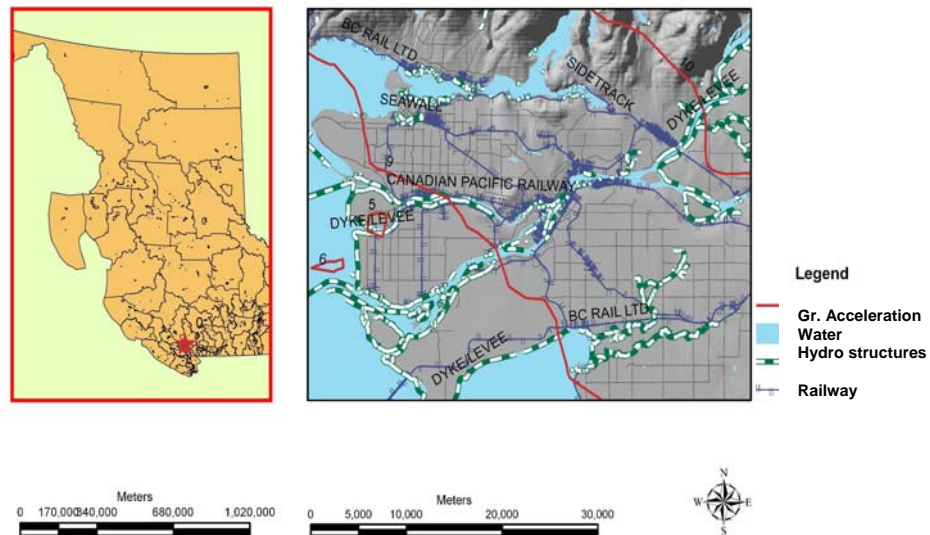 BC RAIL LTD
SIDETRACK
10
DYKE/LEVEE
SEAWALL
9
CANADIAN PACIFIC RAILWAY
5
DYKE/LEVEE
6
BC RAIL LTD
DYKE/LEVEE
Legend
Gr. Acceleration
Water
Hydro structures
Railway
Meters
0 170,000 340,000 680,000 1,020,000
Meters
0 5,000 10,000 20,000 30,000
N
W E
S